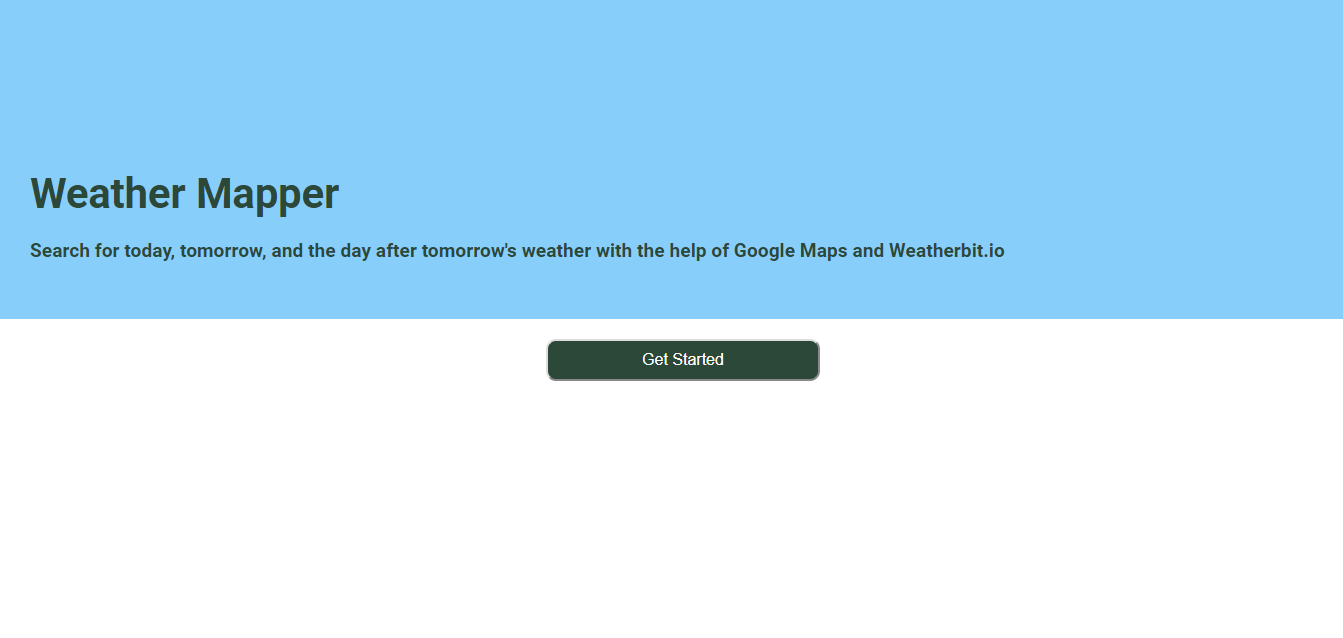 Weather Mapper
Search for today, tomorrow, and the day after tomorrow's weather with the help of Google Maps and Weatherbit.io
Get Started